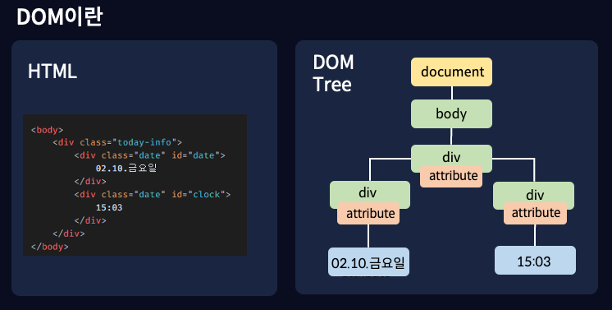 DOM이란
HTML
<body>
<div class="today-info">
<div class="date" id="date">
02.10.금요일
</div>
<div class="date" id="clock">
15:03
</div>
</div>
</body>
DOM
Tree
document
body
div
attribute
div
attribute
div
attribute
02.10.금요일
15:03